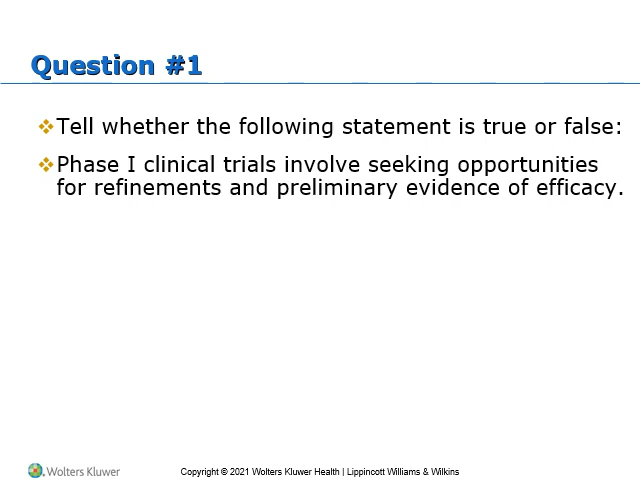 Question #1
Tell whether the following statement is true or false:
Phase I clinical trials involve seeking opportunities
for refinements and preliminary evidence of efficacy.
Wolters Kluwer
Copyright © 2021 Wolters Kluwer Health | Lippincott Williams & Wilkins